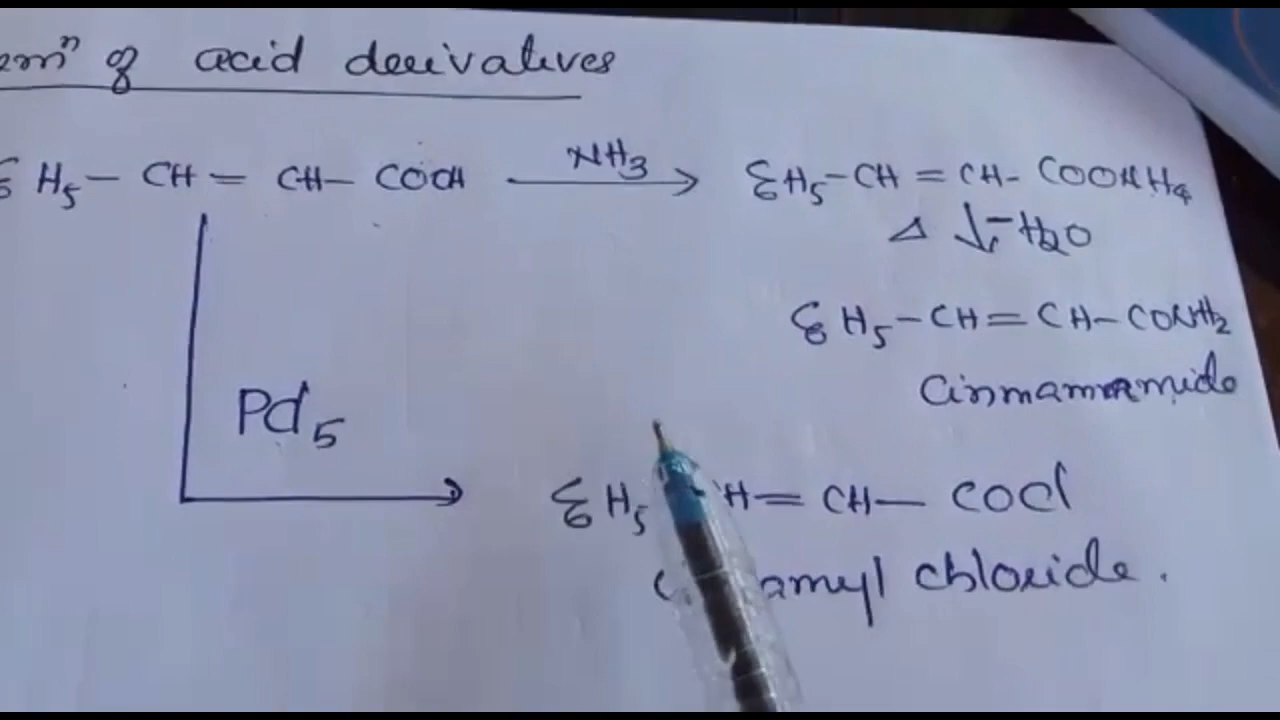 of acid derivatives
C6H5–CH=CH–COOH NH3 C6H5–CH=CH–COONH4
Δ -H2O
C6H5–CH=CH–CONH2
Cinnamamide
Pcl5
C6H5 H=CH–COCl
amyl chloride.